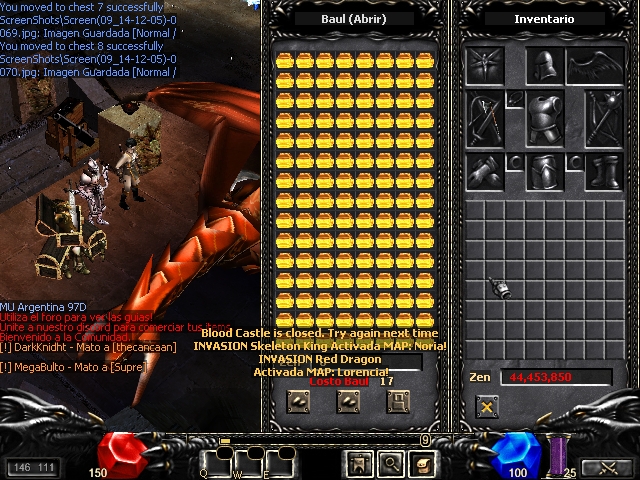 You moved to chest 7 successfully
ScreenShots\Screen(09_14-12-05)-0
069.jpg: Imagen Guardada [Normal /
You moved to chest 8 successfully
ScreenShots\Screen(09_14-12-05)-0
070.jpg: Imagen Guardada [Normal /
Baul (Abrir)
Inventario
MU Argentina 97D
Utiliza el foro para ver las guias!
Unite a nuestro discord para comerciar tus items
Bienvenido a la Comunidad.
[!] DarkKnidht - Mato a [thecancaan]
[!] MegaBulto - Mato a [Supre]
Blood Castle is closed. Try again next time
INVASION Skeleton King Activada MAP: Noria!
INVASION Red Dragon
Activada MAP: Lorencia!
Losto Baul 17
Zen 44,453,850
146 111
150
Q W E
9
100
25